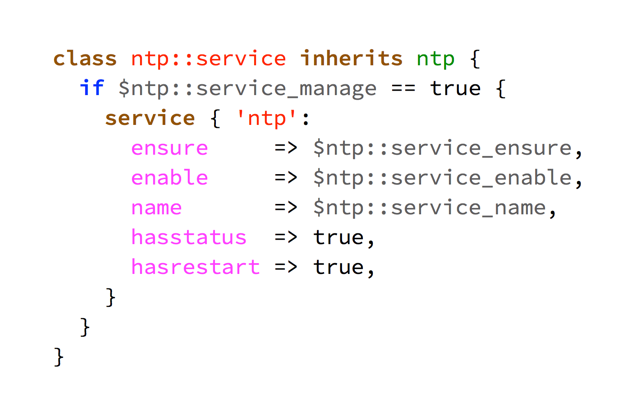 class ntp::service inherits ntp {
  if $ntp::service_manage == true {
    service { 'ntp':
      ensure     => $ntp::service_ensure,
      enable     => $ntp::service_enable,
      name       => $ntp::service_name,
      hasstatus  => true,
      hasrestart => true,
    }
  }
}